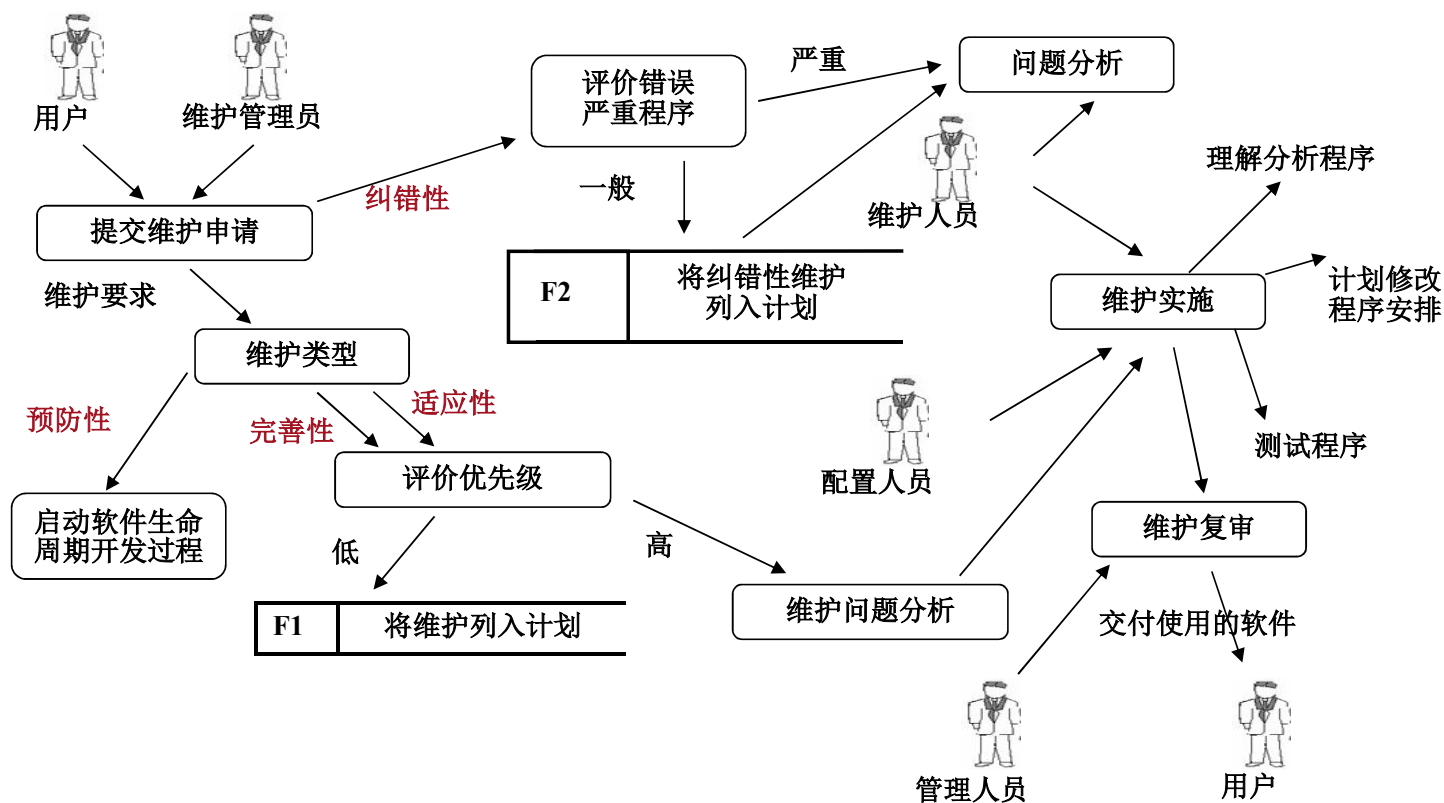 用户
维护管理员
评价错误
严重程序
严重
问题分析
纠错性
一般
维护人员
理解分析程序
提交维护申请
维护要求
F2
将纠错性维护
列入计划
维护实施
计划修改
程序安排
维护类型
预防性
完善性
适应性
测试程序
评价优先级
配置人员
启动软件生命
周期开发过程
低
高
维护复审
F1
将维护列入计划
维护问题分析
交付使用的软件
管理人员
用户